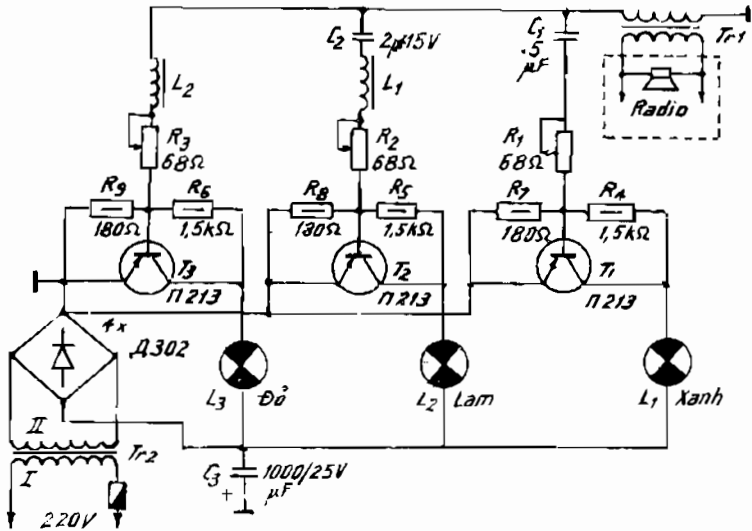 C₂
2μ15V
C₁
.5
μF
Tr1
L₂
L₁
Radio
R₃
68Ω
R₂
68Ω
R₁
68Ω
R₉
R₆
R₈
R₅
R₇
R₄
180Ω
1,5kΩ
180Ω
1,5kΩ
180Ω
1,5kΩ
T₃
T₂
T₁
П213
П213
П213
4x
Д302
L₃ Đỏ
L₂ Lam
L₁ Xanh
II
Tr2
I
C₃
1000/25V
μF
+
220V